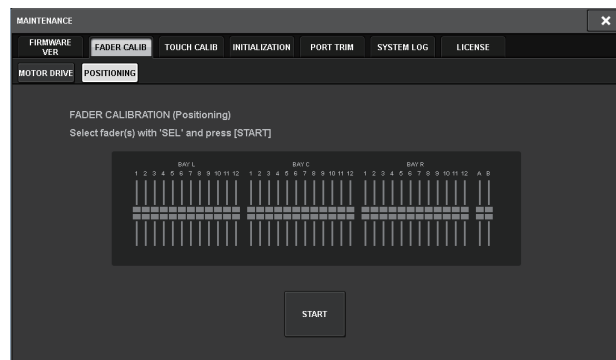 MAINTENANCE
FIRMWARE VER FADER CALIB TOUCH CALIB INITIALIZATION PORT TRIM SYSTEM LOG LICENSE
MOTOR DRIVE POSITIONING
FADER CALIBRATION (Positioning)
Select fader(s) with 'SEL' and press [START]
BAY L BAY C BAY R
1 2 3 4 5 6 7 8 9 10 11 12 1 2 3 4 5 6 7 8 9 10 11 12 1 2 3 4 5 6 7 8 9 10 11 12 A B
START